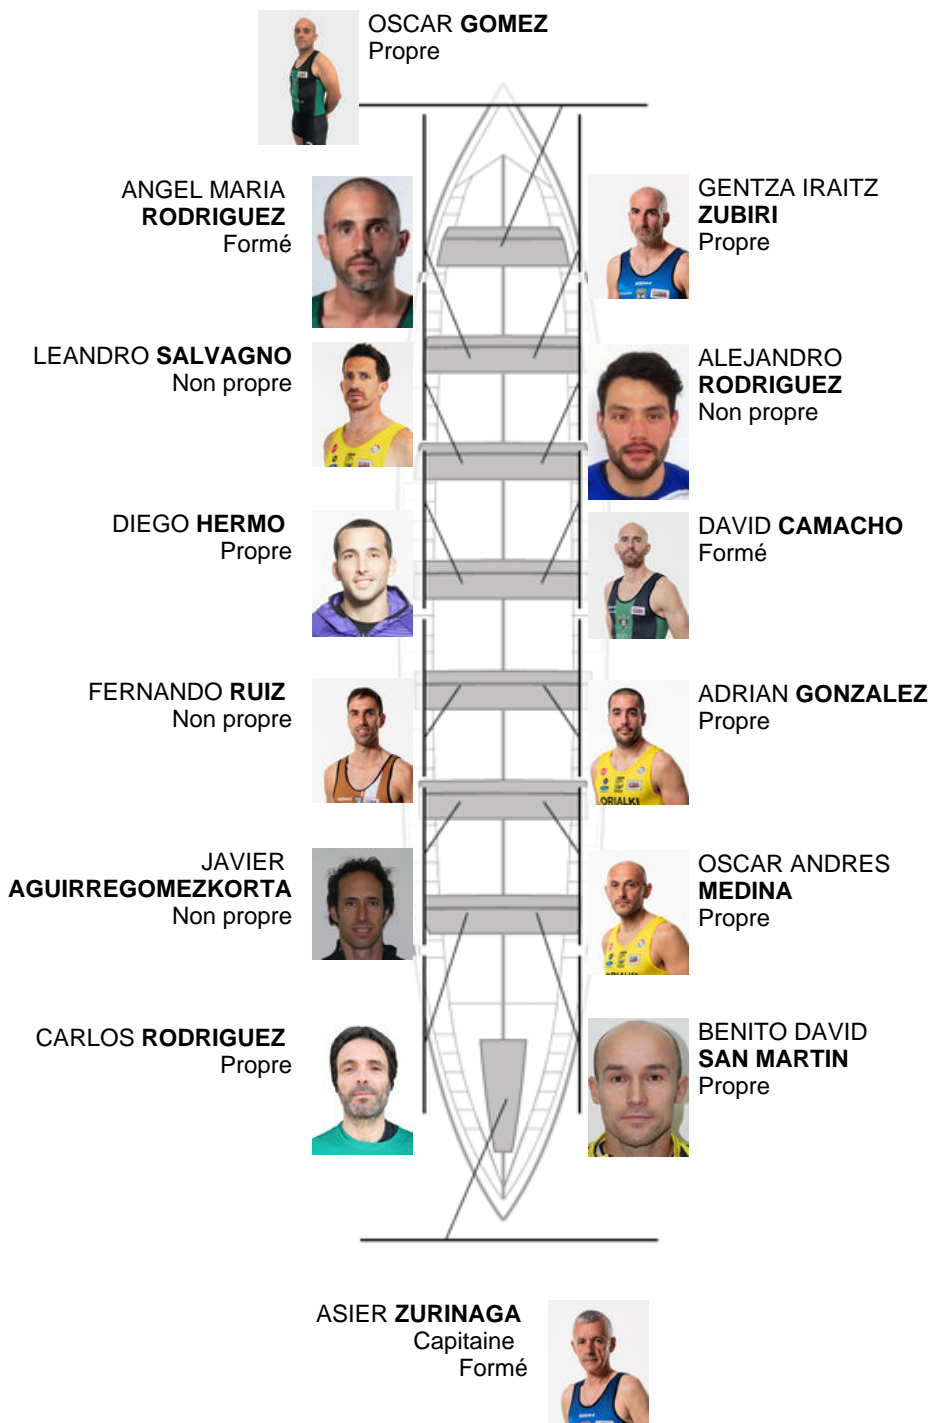 OSCAR GOMEZ
Propre
ANGEL MARIA
RODRIGUEZ
Formé
GENTZA IRAITZ
ZUBIRI
Propre
LEANDRO SALVAGNO
Non propre
ALEJANDRO
RODRIGUEZ
Non propre
DIEGO HERMO
Propre
DAVID CAMACHO
Formé
FERNANDO RUIZ
Non propre
ADRIAN GONZALEZ
Propre
ORIALKI
JAVIER
AGUIRREGOMEZKORTA
Non propre
OSCAR ANDRES
MEDINA
Propre
CARLOS RODRIGUEZ
Propre
BENITO DAVID
SAN MARTIN
Propre
ASIER ZURINAGA
Capitaine
Formé